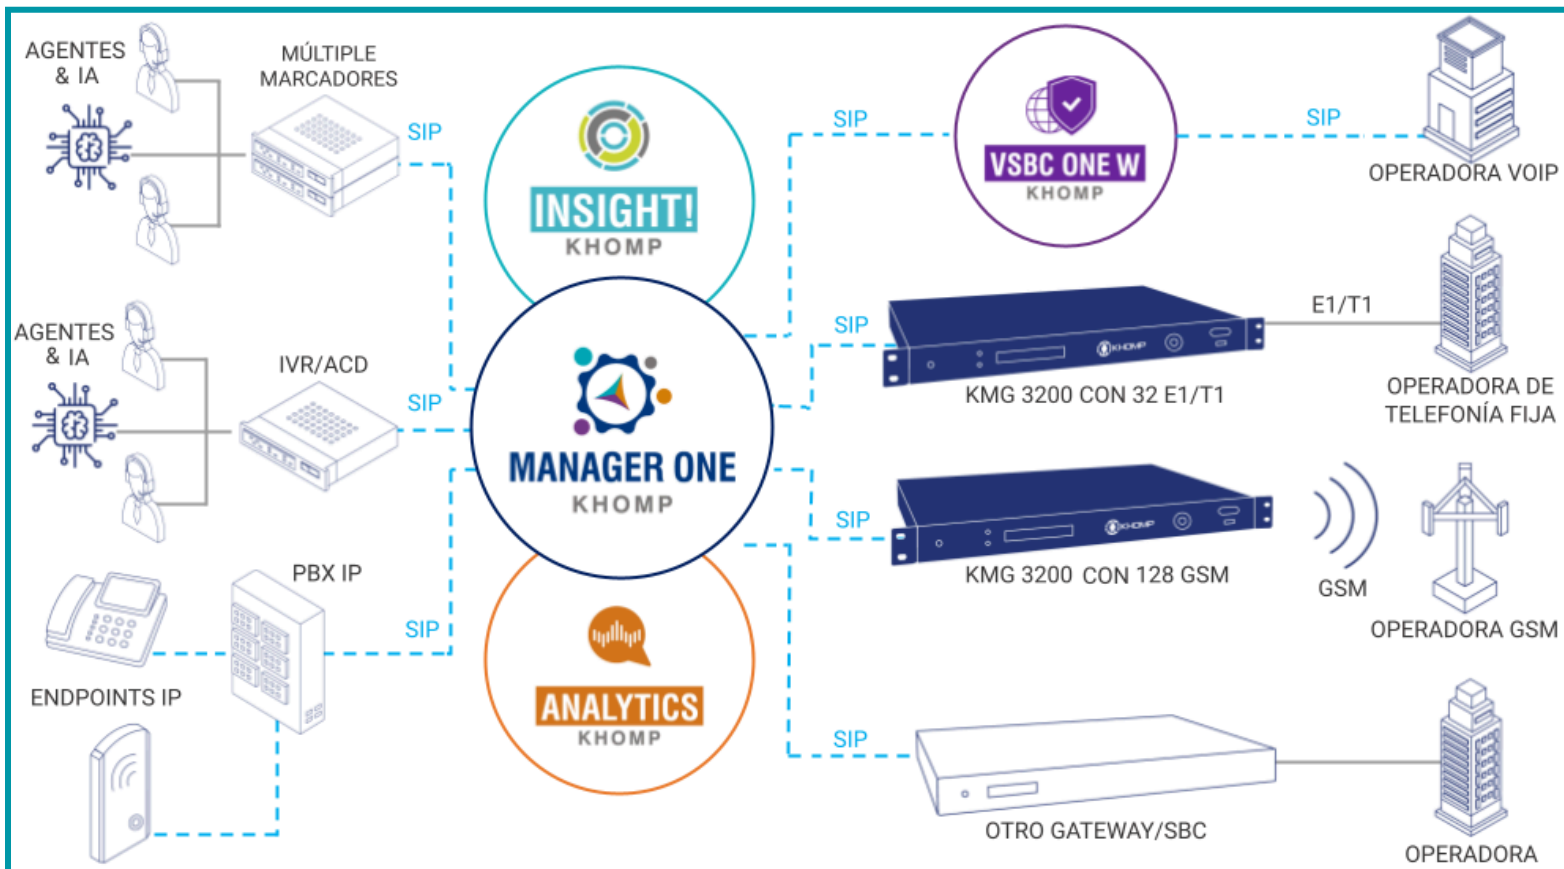 AGENTES
& IA
MÚLTIPLE
MARCADORES
SIP
INSIGHT!
KHOMP
SIP
VSBC ONE W
KHOMP
SIP
OPERADORA VOIP
AGENTES
& IA
IVR/ACD
SIP
MANAGER ONE
KHOMP
SIP
KHOMP
KMG 3200 CON 32 E1/T1
E1/T1
OPERADORA DE
TELEFONÍA FIJA
SIP
KHOMP
KMG 3200 CON 128 GSM
GSM
OPERADORA GSM
PBX IP
SIP
ENDPOINTS IP
ANALYTICS
KHOMP
SIP
OTRO GATEWAY/SBC
OPERADORA